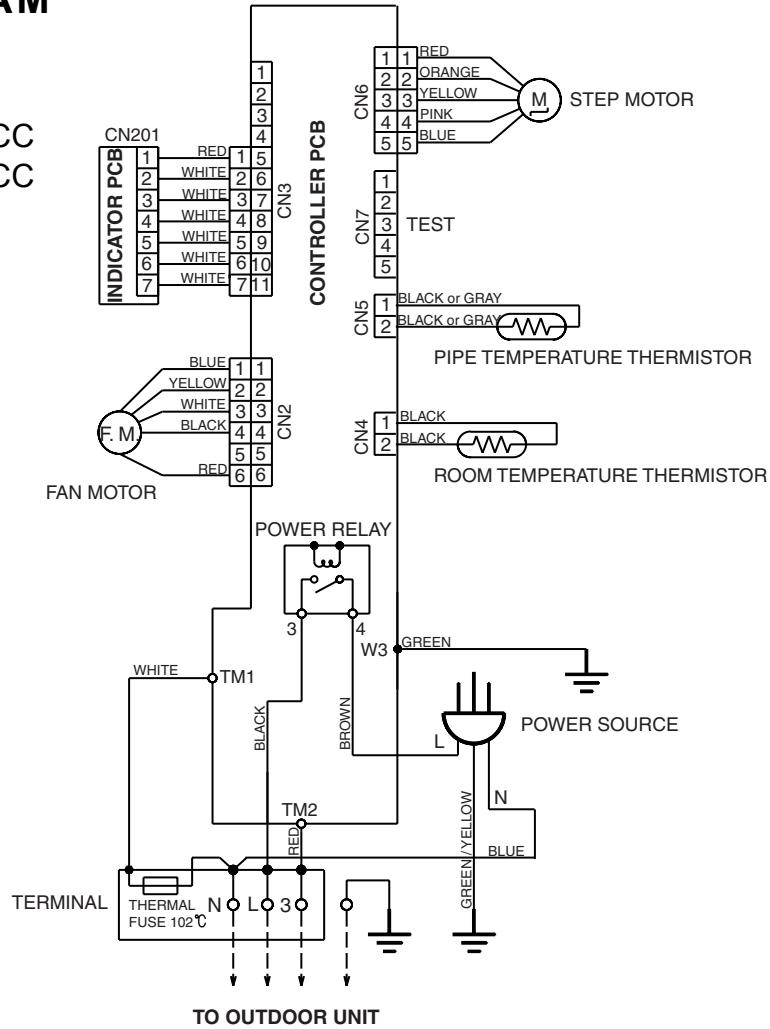 AM
CC
CC
CN201
INDICATOR PCB
1
2
3
4
5
6
7
RED
WHITE
WHITE
WHITE
WHITE
WHITE
WHITE
1
2
3
4
1 5
2 6
3 7
4 8
5 9
6 10
7 11
CN3
CONTROLLER PCB
CN6
1 1
2 2
3 3
4 4
5 5
RED
ORANGE
YELLOW
PINK
BLUE
M
STEP MOTOR
CN7
1
2
3
4
5
TEST
CN5
1
2
BLACK or GRAY
BLACK or GRAY
PIPE TEMPERATURE THERMISTOR
BLUE
YELLOW
WHITE
BLACK
RED
1 1
2 2
3 3
4 4
5 5
6 6
CN2
F. M.
FAN MOTOR
CN4
1
2
BLACK
BLACK
ROOM TEMPERATURE THERMISTOR
POWER RELAY
3
4
W3
GREEN
WHITE
TM1
BLACK
BROWN
L
POWER SOURCE
N
TM2
RED
GREEN/YELLOW
BLUE
TERMINAL
THERMAL
FUSE 102℃
N
L
3
TO OUTDOOR UNIT